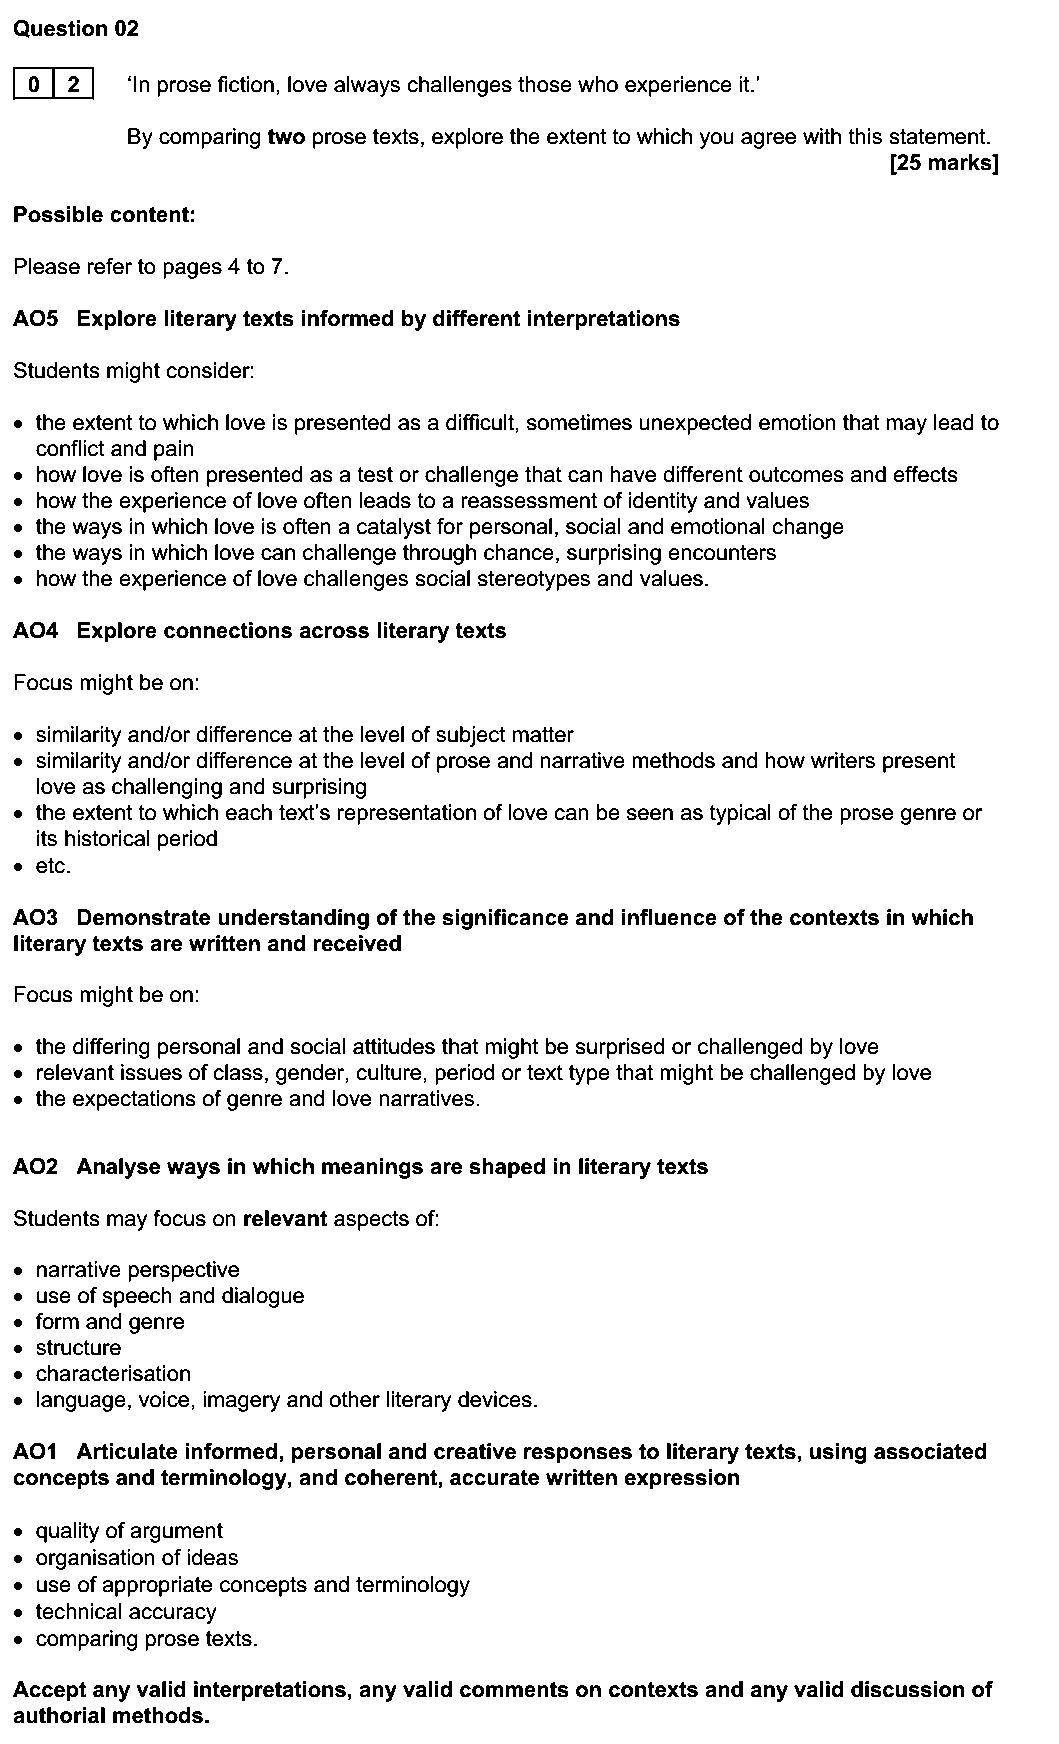 Question 02
0 2 ‘In prose fiction, love always challenges those who experience it.’
By comparing two prose texts, explore the extent to which you agree with this statement.
[25 marks]
Possible content:
Please refer to pages 4 to 7.
AO5 Explore literary texts informed by different interpretations
Students might consider:
• the extent to which love is presented as a difficult, sometimes unexpected emotion that may lead to
conflict and pain
• how love is often presented as a test or challenge that can have different outcomes and effects
• how the experience of love often leads to a reassessment of identity and values
• the ways in which love is often a catalyst for personal, social and emotional change
• the ways in which love can challenge through chance, surprising encounters
• how the experience of love challenges social stereotypes and values.
AO4 Explore connections across literary texts
Focus might be on:
• similarity and/or difference at the level of subject matter
• similarity and/or difference at the level of prose and narrative methods and how writers present
love as challenging and surprising
• the extent to which each text’s representation of love can be seen as typical of the prose genre or
its historical period
• etc.
AO3 Demonstrate understanding of the significance and influence of the contexts in which
literary texts are written and received
Focus might be on:
• the differing personal and social attitudes that might be surprised or challenged by love
• relevant issues of class, gender, culture, period or text type that might be challenged by love
• the expectations of genre and love narratives.
AO2 Analyse ways in which meanings are shaped in literary texts
Students may focus on relevant aspects of:
• narrative perspective
• use of speech and dialogue
• form and genre
• structure
• characterisation
• language, voice, imagery and other literary devices.
AO1 Articulate informed, personal and creative responses to literary texts, using associated
concepts and terminology, and coherent, accurate written expression
• quality of argument
• organisation of ideas
• use of appropriate concepts and terminology
• technical accuracy
• comparing prose texts.
Accept any valid interpretations, any valid comments on contexts and any valid discussion of
authorial methods.